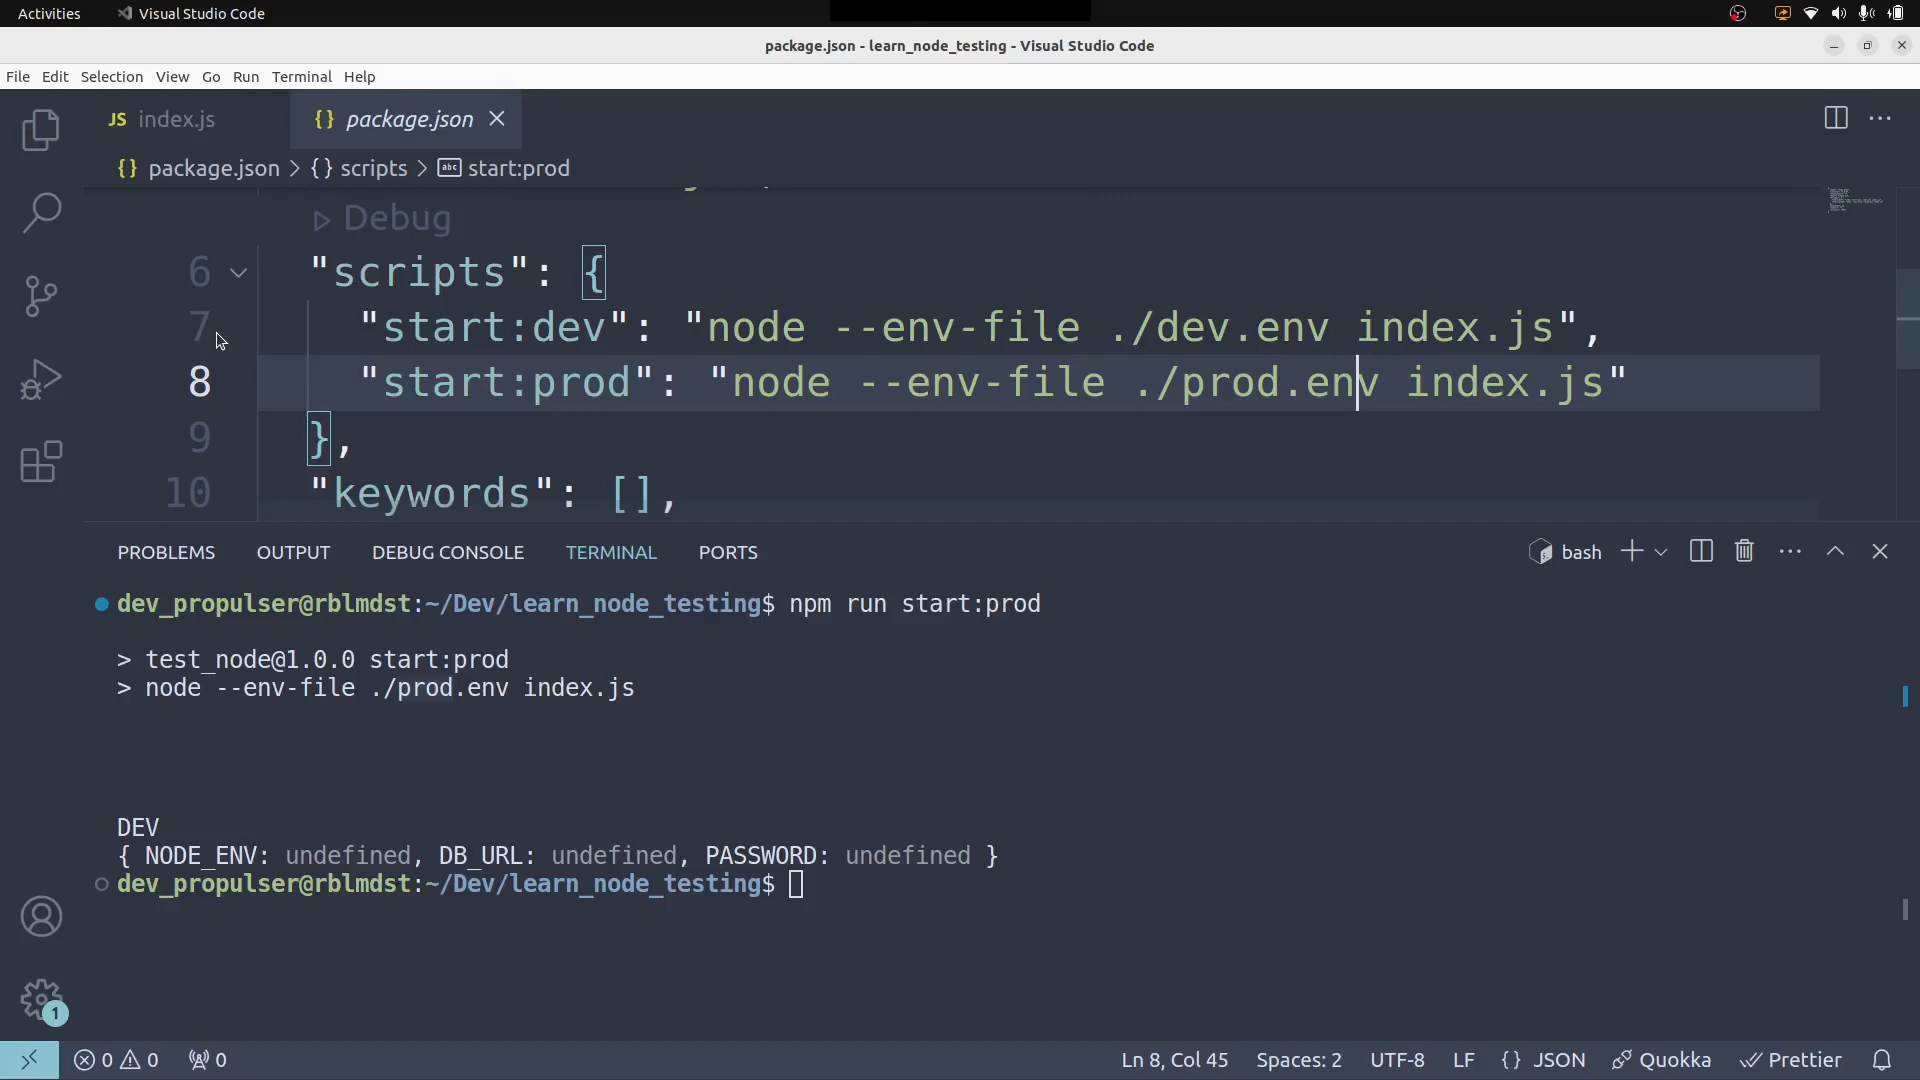 Activities Visual Studio Code
package.json - learn_node_testing - Visual Studio Code
File Edit Selection View Go Run Terminal Help
JS index.js {} package.json
{} package.json > {} scripts > abc start:prod
Debug
6 "scripts": {
7 "start:dev": "node --env-file ./dev.env index.js",
8 "start:prod": "node --env-file ./prod.env index.js"
9 },
10 "keywords": [],
PROBLEMS OUTPUT DEBUG CONSOLE TERMINAL PORTS bash
dev_propulser@rblmdst:~/Dev/learn_node_testing$ npm run start:prod
> test_node@1.0.0 start:prod
> node --env-file ./prod.env index.js
DEV
{ NODE_ENV: undefined, DB_URL: undefined, PASSWORD: undefined }
dev_propulser@rblmdst:~/Dev/learn_node_testing$
1
0 0 0 Ln 8, Col 45 Spaces: 2 UTF-8 LF {} JSON Quokka Prettier